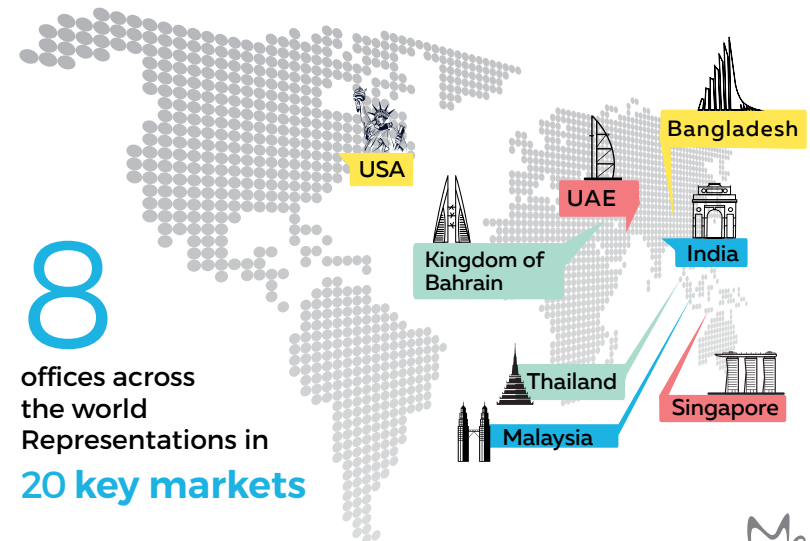 Bangladesh
USA
UAE
India
Kingdom of
Bahrain
8
offices across
the world
Representations in
20 key markets
Thailand
Singapore
Malaysia